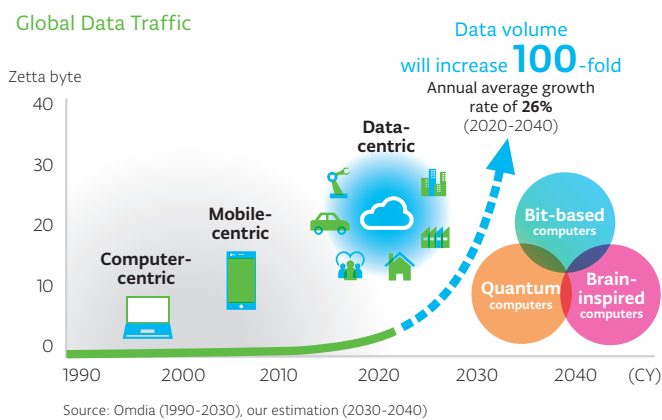 Global Data Traffic
Data volume
will increase 100-fold
Annual average growth
rate of 26%
(2020-2040)
Zetta byte
40
30
20
10
0
Computer-
centric
Mobile-
centric
Data-
centric
Bit-based
computers
Quantum
computers
Brain-
inspired
computers
1990 2000 2010 2020 2030 2040 (CY)
Source: Omdia (1990-2030), our estimation (2030-2040)